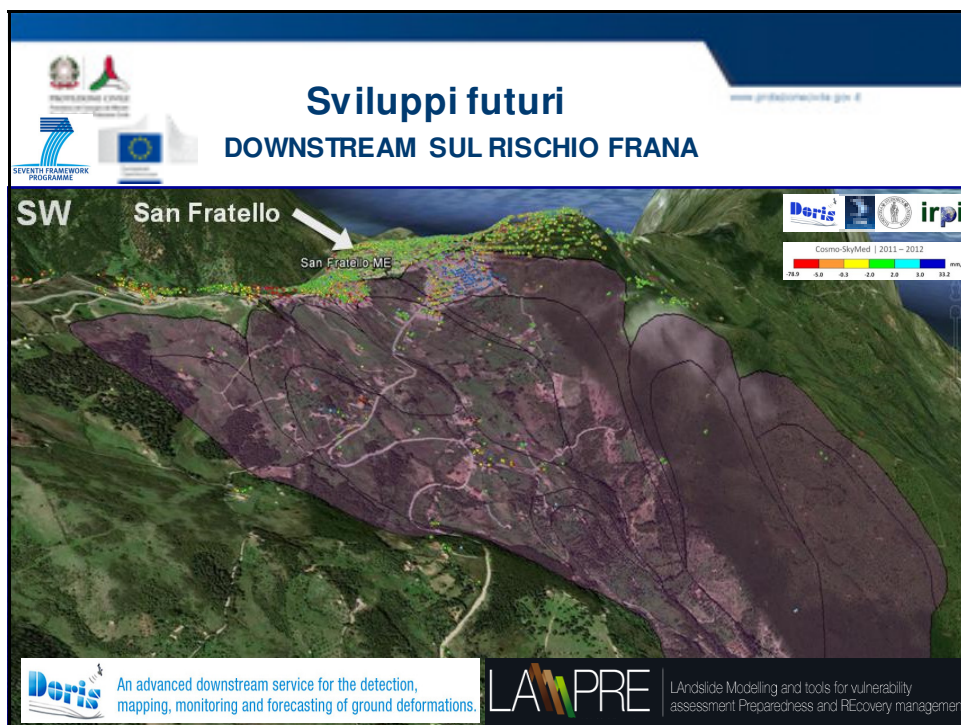 Sviluppi futuri
DOWNSTREAM SUL RISCHIO FRANA
www.protezionecivile.gov.it
PROTEZIONE CIVILE
SEVENTH FRAMEWORK
PROGRAMME
SW
San Fratello
San Fratello ME
Doris
irpi
Cosmo-SkyMed | 2011 – 2012
-78.9 -5.0 -0.3 -2.0 2.0 3.0 33.2
Doris
An advanced downstream service for the detection,
mapping, monitoring and forecasting of ground deformations.
LAMPRE
LAndslide Modelling and tools for vulnerability
assessment Preparedness and REcovery management